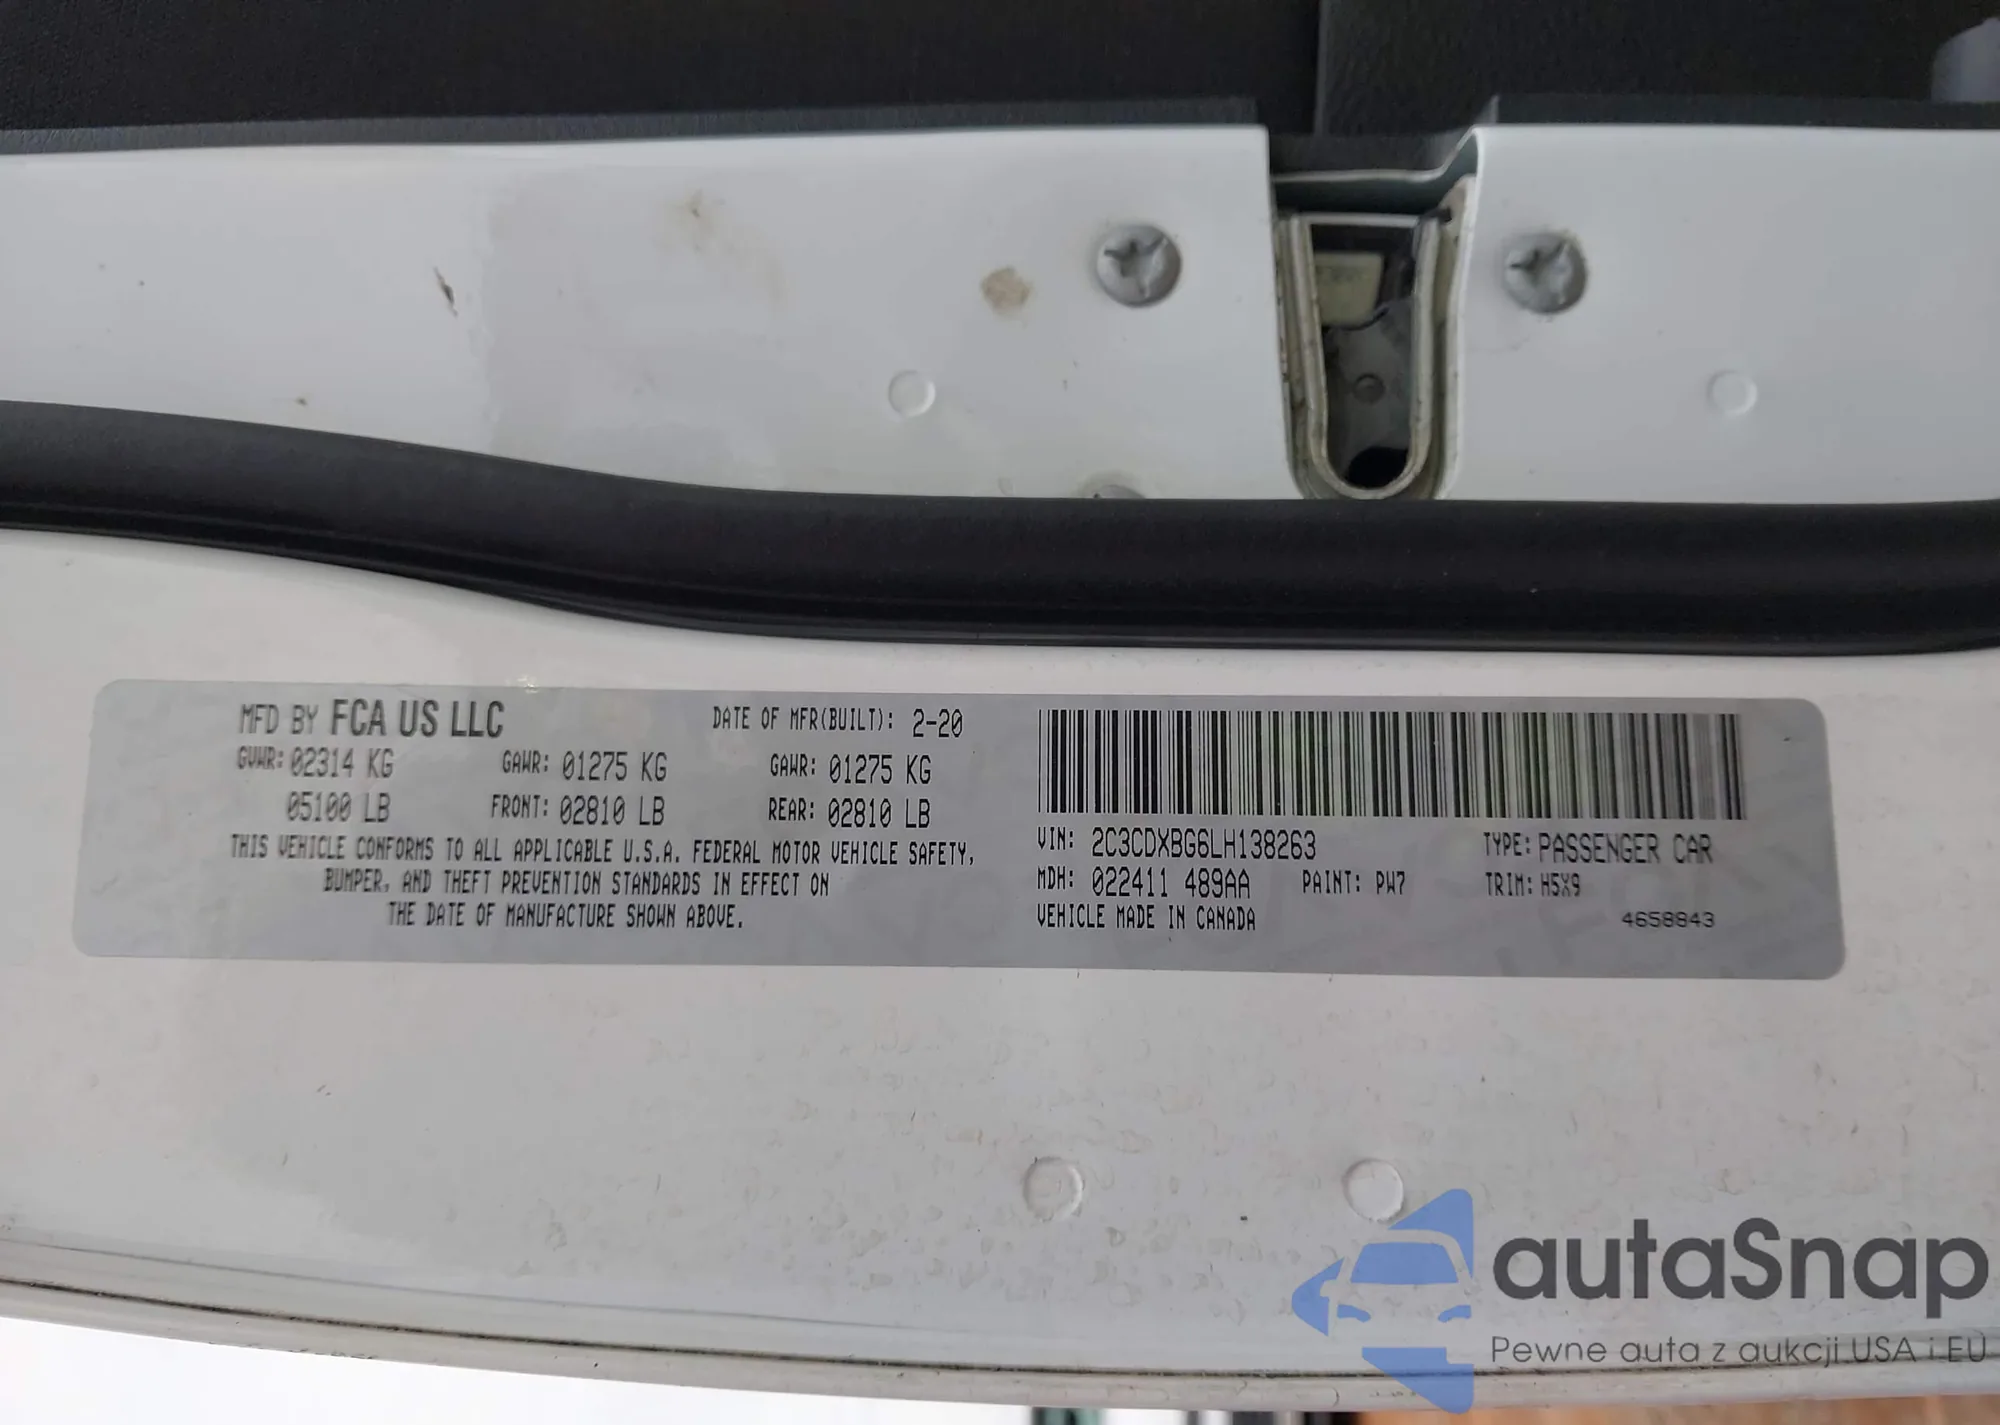 MFD BY FCA US LLC DATE OF MFR(BUILT): 2-20
GVWR: 02314 KG GAWR: 01275 KG GAWR: 01275 KG
05100 LB FRONT: 02810 LB REAR: 02810 LB
THIS VEHICLE CONFORMS TO ALL APPLICABLE U.S.A. FEDERAL MOTOR VEHICLE SAFETY,
BUMPER, AND THEFT PREVENTION STANDARDS IN EFFECT ON
THE DATE OF MANUFACTURE SHOWN ABOVE.
VIN: 2C3CDXBG6LH138263 TYPE: PASSENGER CAR
MDH: 022411 489AA PAINT: PW7 TRIM: H5X9
VEHICLE MADE IN CANADA 4658843
autaSnap
Pewne auta z aukcji USA i EU